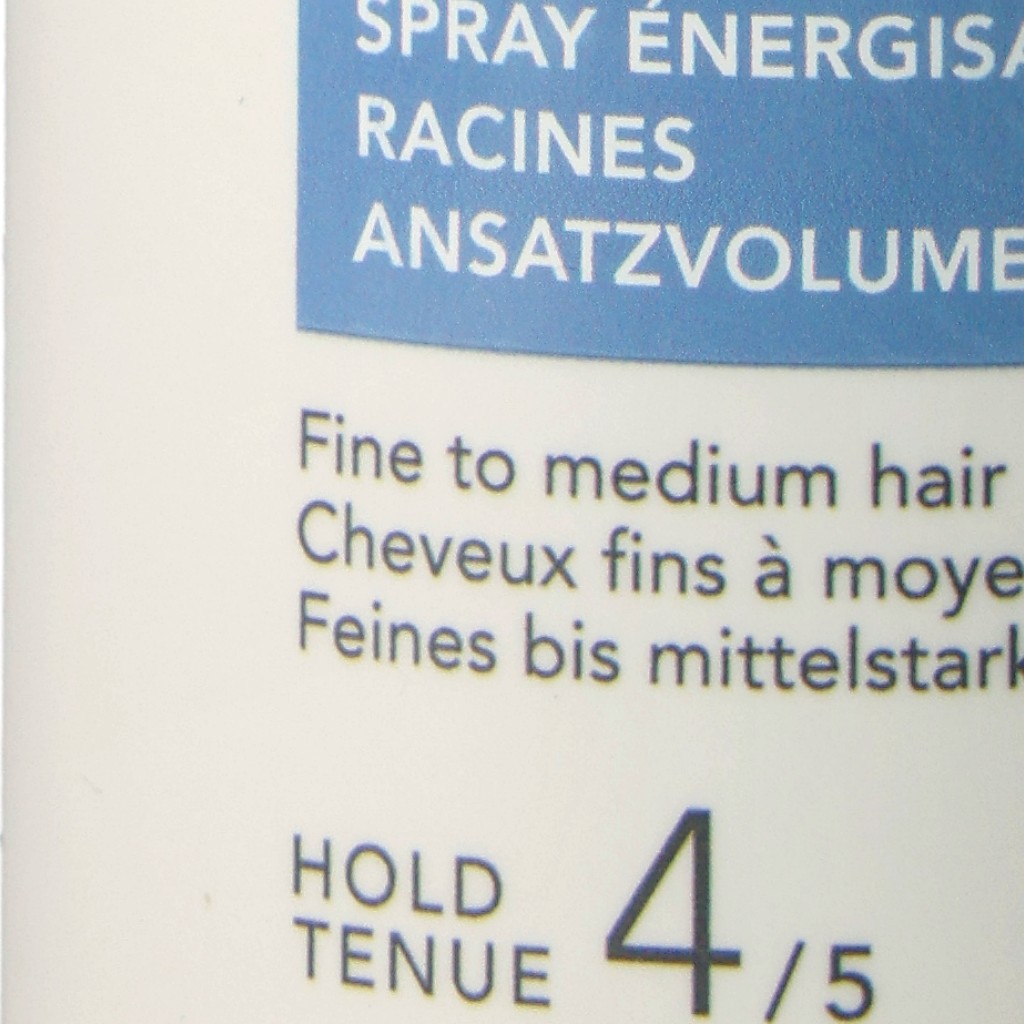 SPRAY ÉNERGISA
RACINES
ANSATZVOLUME
Fine to medium hair
Cheveux fins à moye
Feines bis mittelstark
HOLD
TENUE
4/5